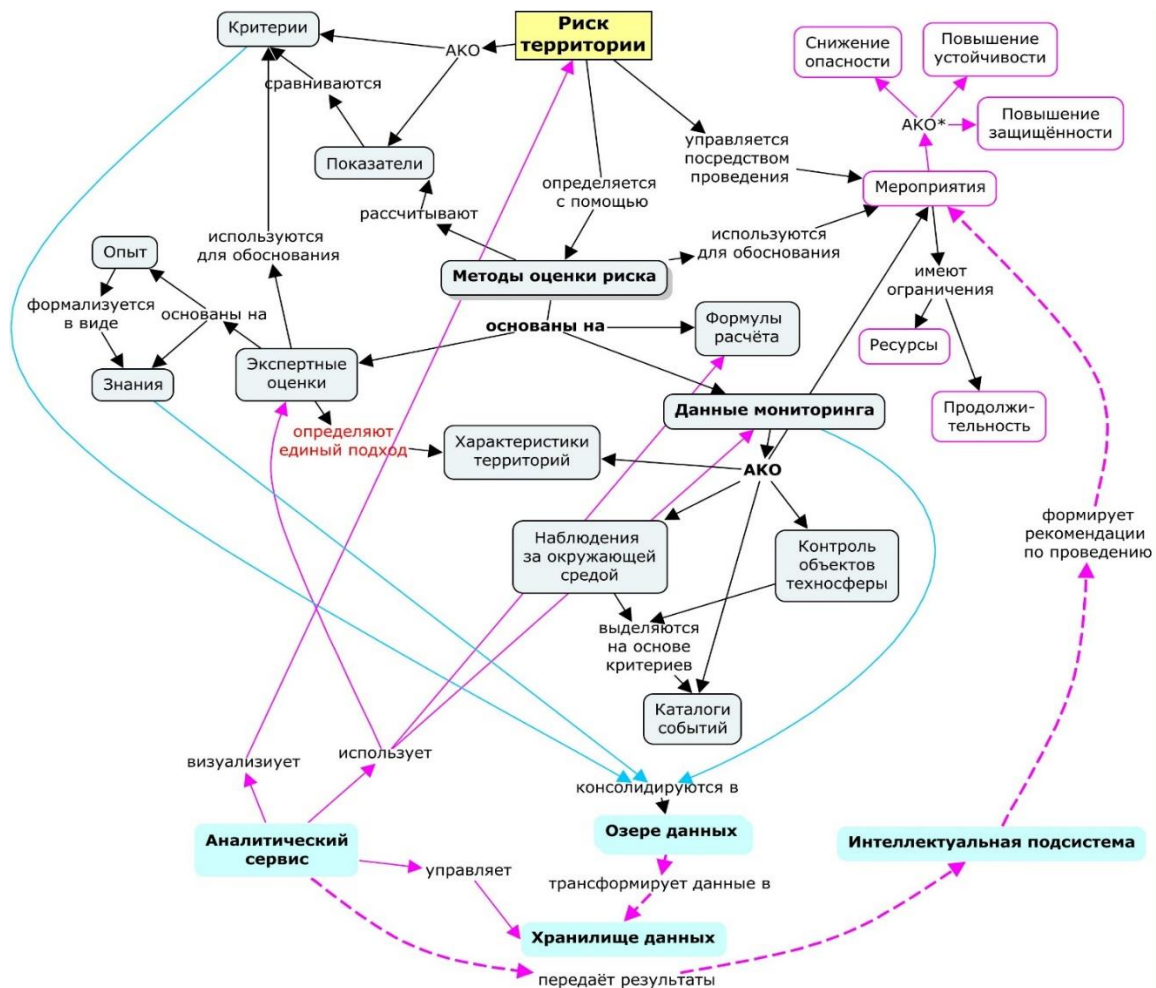 Критерии
Риск
территории
АКО
сравниваются
Снижение
опасности
Повышение
устойчивости
АКО*
Повышение
защищённости
Показатели
управляется
посредством
проведения
Мероприятия
определяется
с помощью
рассчитывают
Опыт
используются
для обоснования
Методы оценки риска
используются
для обоснования
имеют
ограничения
формализуется
в виде
основаны на
основаны на
Формулы
расчёта
Ресурсы
Знания
Экспертные
оценки
Данные мониторинга
Продолжи-
тельность
определяют
единый подход
Характеристики
территорий
АКО
Наблюдения
за окружающей
средой
Контроль
объектов
техносферы
формирует
рекомендации
по проведению
выделяются
на основе
критериев
Каталоги
событий
визуализиует
использует
консолидируются в
Аналитический
сервис
Озере данных
Интеллектуальная подсистема
управляет
трансформирует данные в
Хранилище данных
передаёт результаты